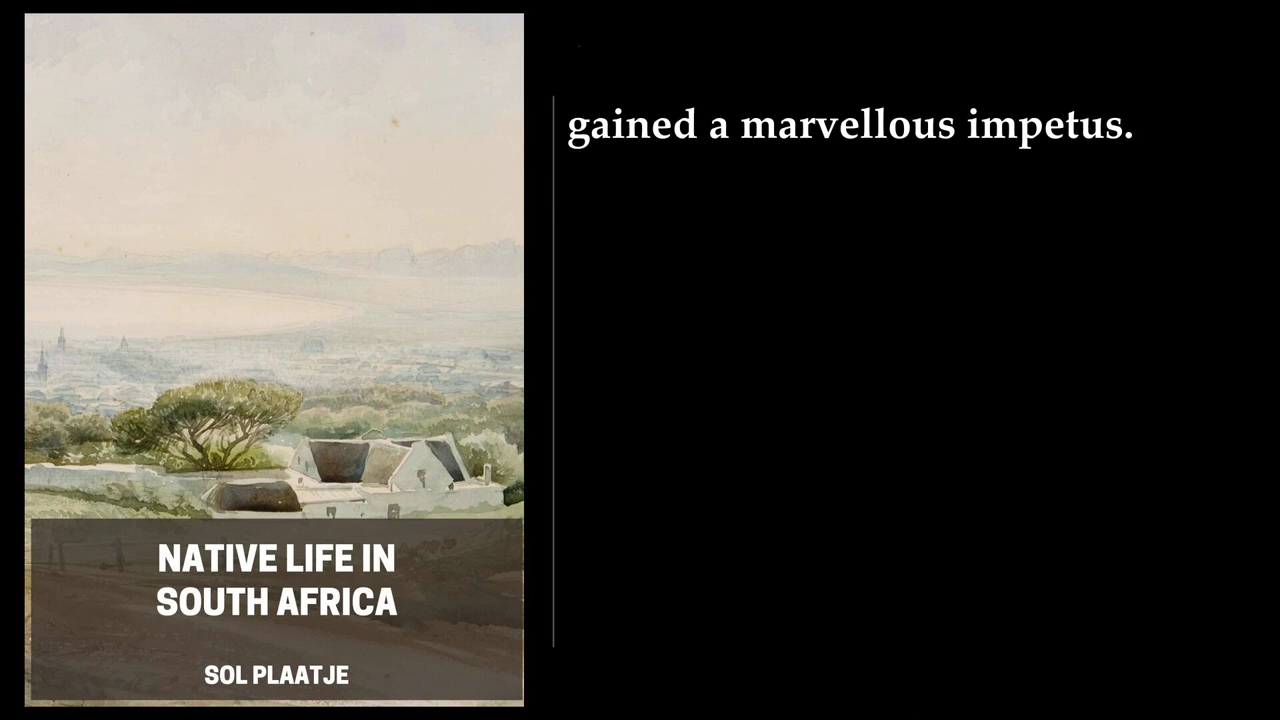 gained a marvellous impetus.
NATIVE LIFE IN
SOUTH AFRICA
SOL PLAATJE